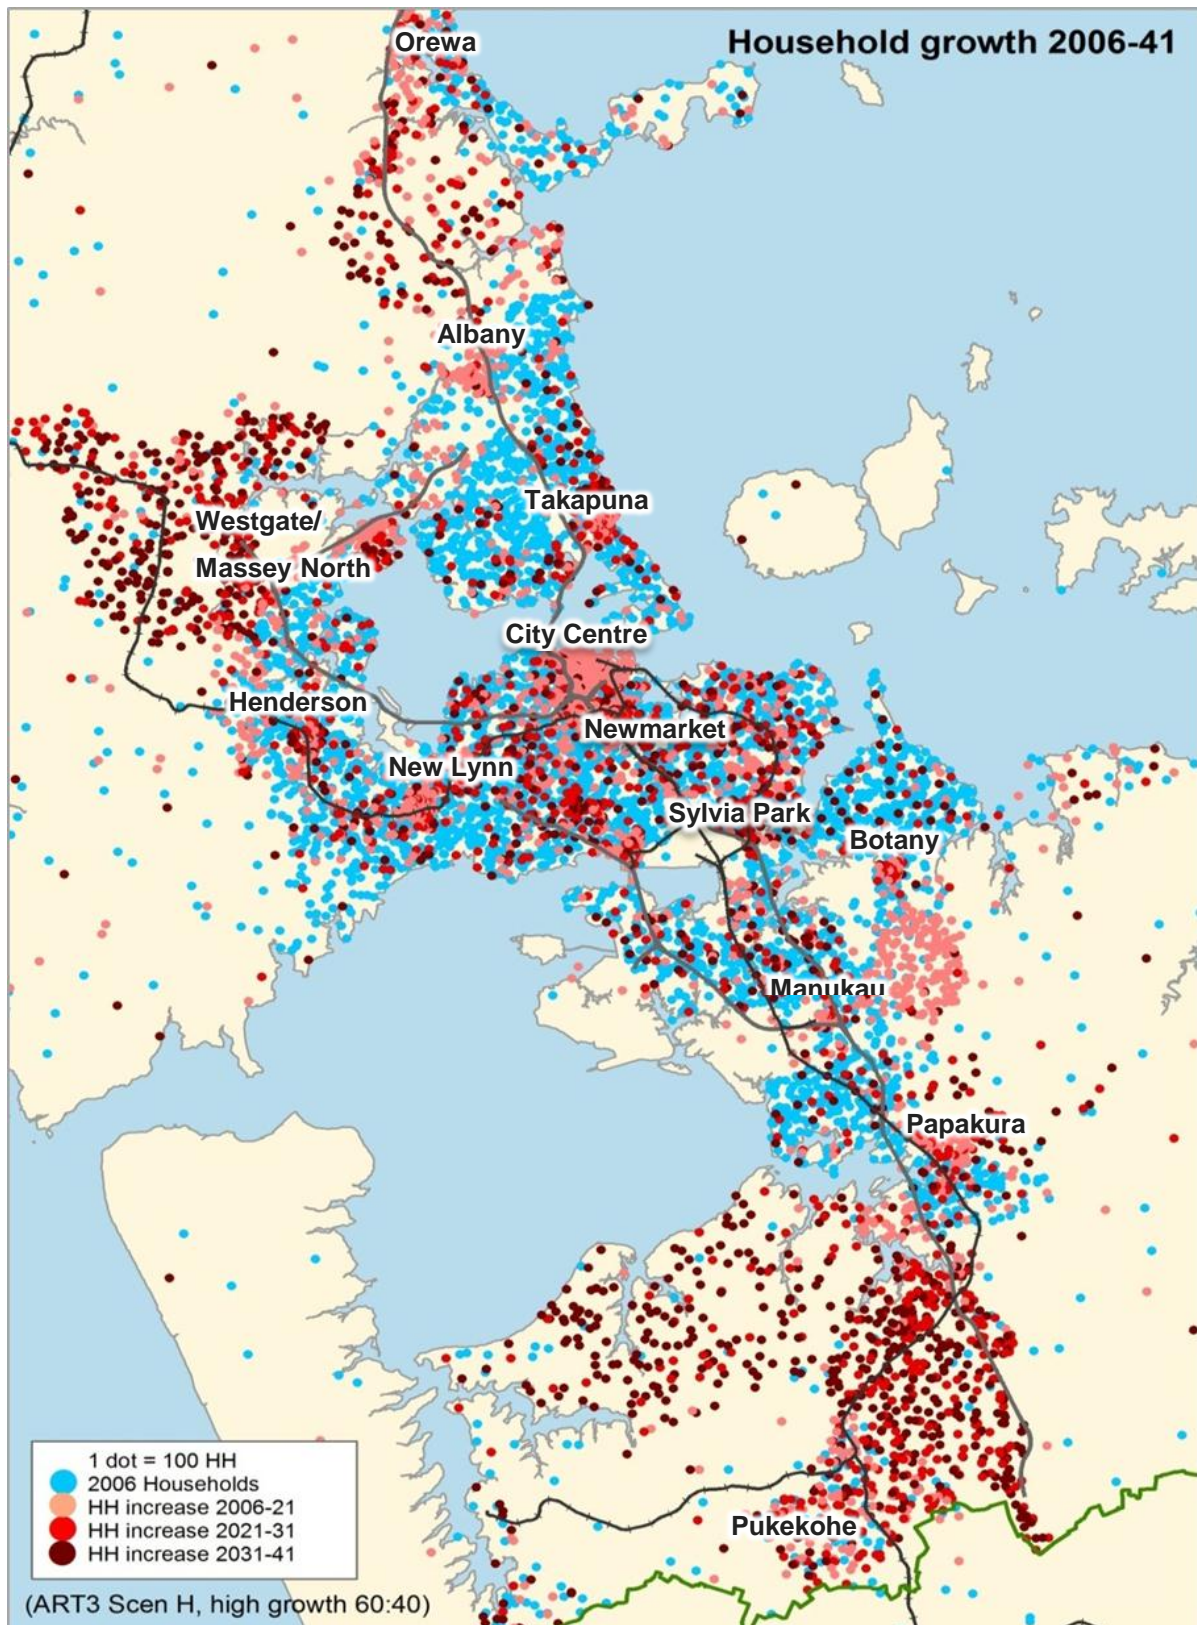 Orewa
Household growth 2006-41
Albany
Takapuna
Westgate/
Massey North
City Centre
Henderson
Newmarket
New Lynn
Sylvia Park
Botany
Manukau
Papakura
1 dot = 100 HH
2006 Households
HH increase 2006-21
HH increase 2021-31
HH increase 2031-41
Pukekohe
(ART3 Scen H, high growth 60:40)